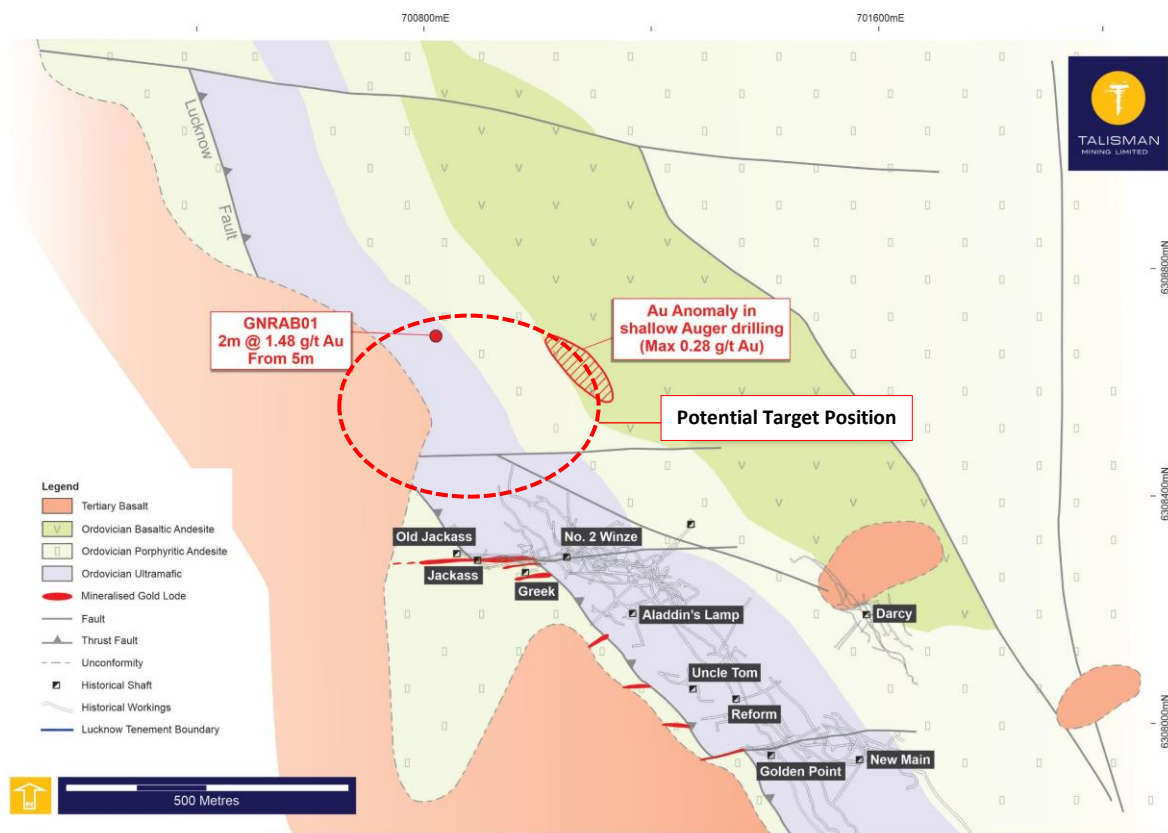 700800mE
701600mE
TALISMAN
MINING LIMITED
Lucknow
Fault
6308800mN
GNRAB01
2m @ 1.48 g/t Au
From 5m
Au Anomaly in
shallow Auger drilling
(Max 0.28 g/t Au)
Potential Target Position
6308400mN
Legend
Tertiary Basalt
V Ordovician Basaltic Andesite
Ordovician Porphyritic Andesite
Ordovician Ultramafic
Mineralised Gold Lode
Fault
Thrust Fault
Unconformity
Historical Shaft
Historical Workings
Lucknow Tenement Boundary
Old Jackass
No. 2 Winze
Jackass
Greek
Aladdin's Lamp
Darcy
Uncle Tom
Reform
6308000mN
Golden Point
New Main
N
500 Metres